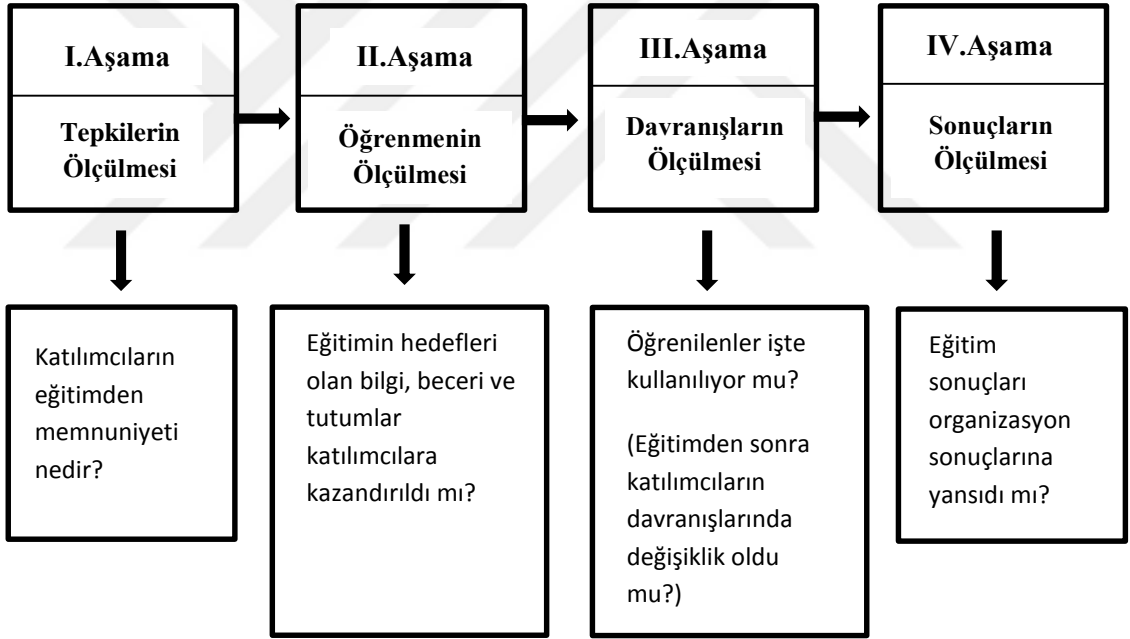 I.Aşama
Tepkilerin
Ölçülmesi
II.Aşama
Öğrenmenin
Ölçülmesi
III.Aşama
Davranışların
Ölçülmesi
IV.Aşama
Sonuçların
Ölçülmesi
Katılımcıların
eğitimden
memnuniyeti
nedir?
Eğitimin hedefleri
olan bilgi, beceri ve
tutumlar
katılımcılara
kazandırıldı mı?
Öğrenilenler işte
kullanılıyor mu?
(Eğitimden sonra
katılımcıların
davranışlarında
değişiklik oldu
mu?)
Eğitim
sonuçları
organizasyon
sonuçlarına
yansıdı mı?